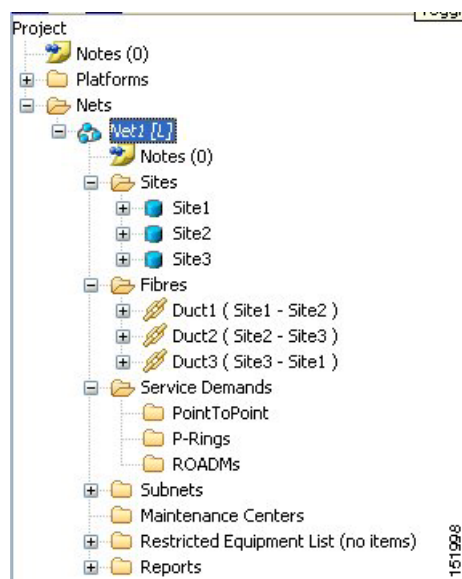 Project
Notes (0)
Platforms
Nets
Net1 [L]
Notes (0)
Sites
Site1
Site2
Site3
Fibres
Duct1 ( Site1 - Site2 )
Duct2 ( Site2 - Site3 )
Duct3 ( Site3 - Site1 )
Service Demands
PointToPoint
P-Rings
ROADMs
Subnets
Maintenance Centers
Restricted Equipment List (no items)
Reports
151998